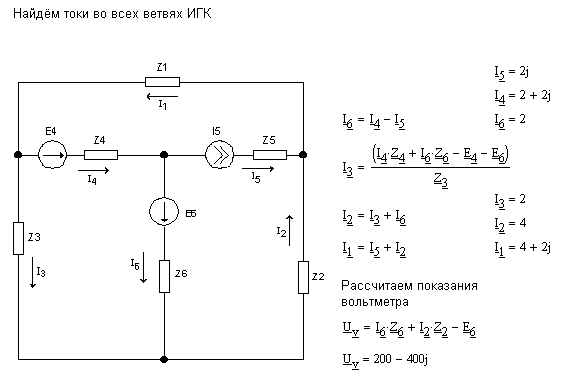 Найдём токи во всех ветвях ИГК
Z1
I1
E4
Z4
I4
I5
Z5
I5
E6
Z3
I3
I6
Z6
I2
Z2
I5 = 2j
I4 = 2 + 2j
I6 = I4 − I5
I6 = 2
I3 = (I4·Z4 + I6·Z6 − E4 − E6) / Z3
I3 = 2
I2 = I3 + I6
I2 = 4
I1 = I5 + I2
I1 = 4 + 2j
Рассчитаем показания
вольтметра
Uv = I6·Z6 + I2·Z2 − E6
Uv = 200 − 400j